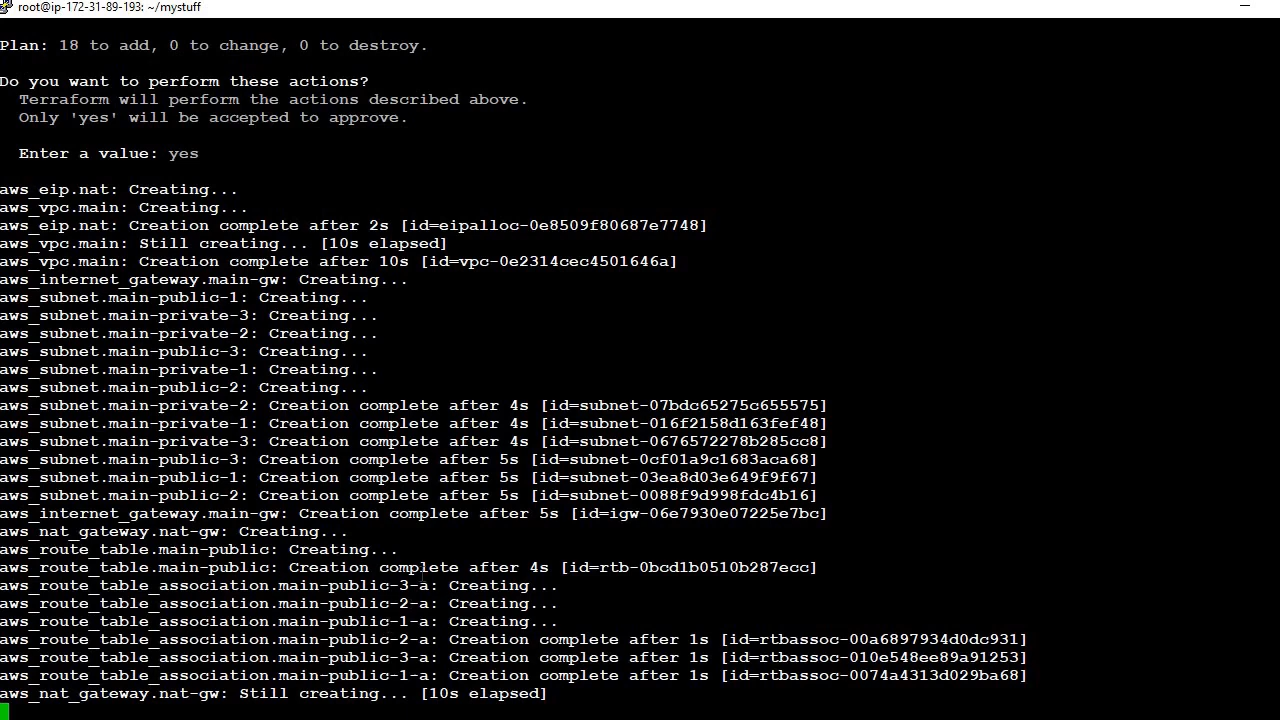 root@ip-172-31-89-193: ~/mystuff
Plan: 18 to add, 0 to change, 0 to destroy.
Do you want to perform these actions?
Terraform will perform the actions described above.
Only 'yes' will be accepted to approve.
Enter a value: yes
aws_eip.nat: Creating...
aws_vpc.main: Creating...
aws_eip.nat: Creation complete after 2s [id=eipalloc-0e8509f80687e7748]
aws_vpc.main: Still creating... [10s elapsed]
aws_vpc.main: Creation complete after 10s [id=vpc-0e2314cec4501646a]
aws_internet_gateway.main-gw: Creating...
aws_subnet.main-public-1: Creating...
aws_subnet.main-private-3: Creating...
aws_subnet.main-private-2: Creating...
aws_subnet.main-public-3: Creating...
aws_subnet.main-private-1: Creating...
aws_subnet.main-public-2: Creating...
aws_subnet.main-private-2: Creation complete after 4s [id=subnet-07bdc65275c655575]
aws_subnet.main-private-1: Creation complete after 4s [id=subnet-016f2158d163fef48]
aws_subnet.main-private-3: Creation complete after 4s [id=subnet-0676572278b285cc8]
aws_subnet.main-public-3: Creation complete after 5s [id=subnet-0cf01a9c1683aca68]
aws_subnet.main-public-1: Creation complete after 5s [id=subnet-03ea8d03e649f9f67]
aws_subnet.main-public-2: Creation complete after 5s [id=subnet-0088f9d998fdc4b16]
aws_internet_gateway.main-gw: Creation complete after 5s [id=igw-06e7930e07225e7bc]
aws_nat_gateway.nat-gw: Creating...
aws_route_table.main-public: Creating...
aws_route_table.main-public: Creation complete after 4s [id=rtb-0bcd1b0510b287ecc]
aws_route_table_association.main-public-3-a: Creating...
aws_route_table_association.main-public-2-a: Creating...
aws_route_table_association.main-public-1-a: Creating...
aws_route_table_association.main-public-2-a: Creation complete after 1s [id=rtbassoc-00a6897934d0dc931]
aws_route_table_association.main-public-3-a: Creation complete after 1s [id=rtbassoc-010e548ee89a91253]
aws_route_table_association.main-public-1-a: Creation complete after 1s [id=rtbassoc-0074a4313d029ba68]
aws_nat_gateway.nat-gw: Still creating... [10s elapsed]